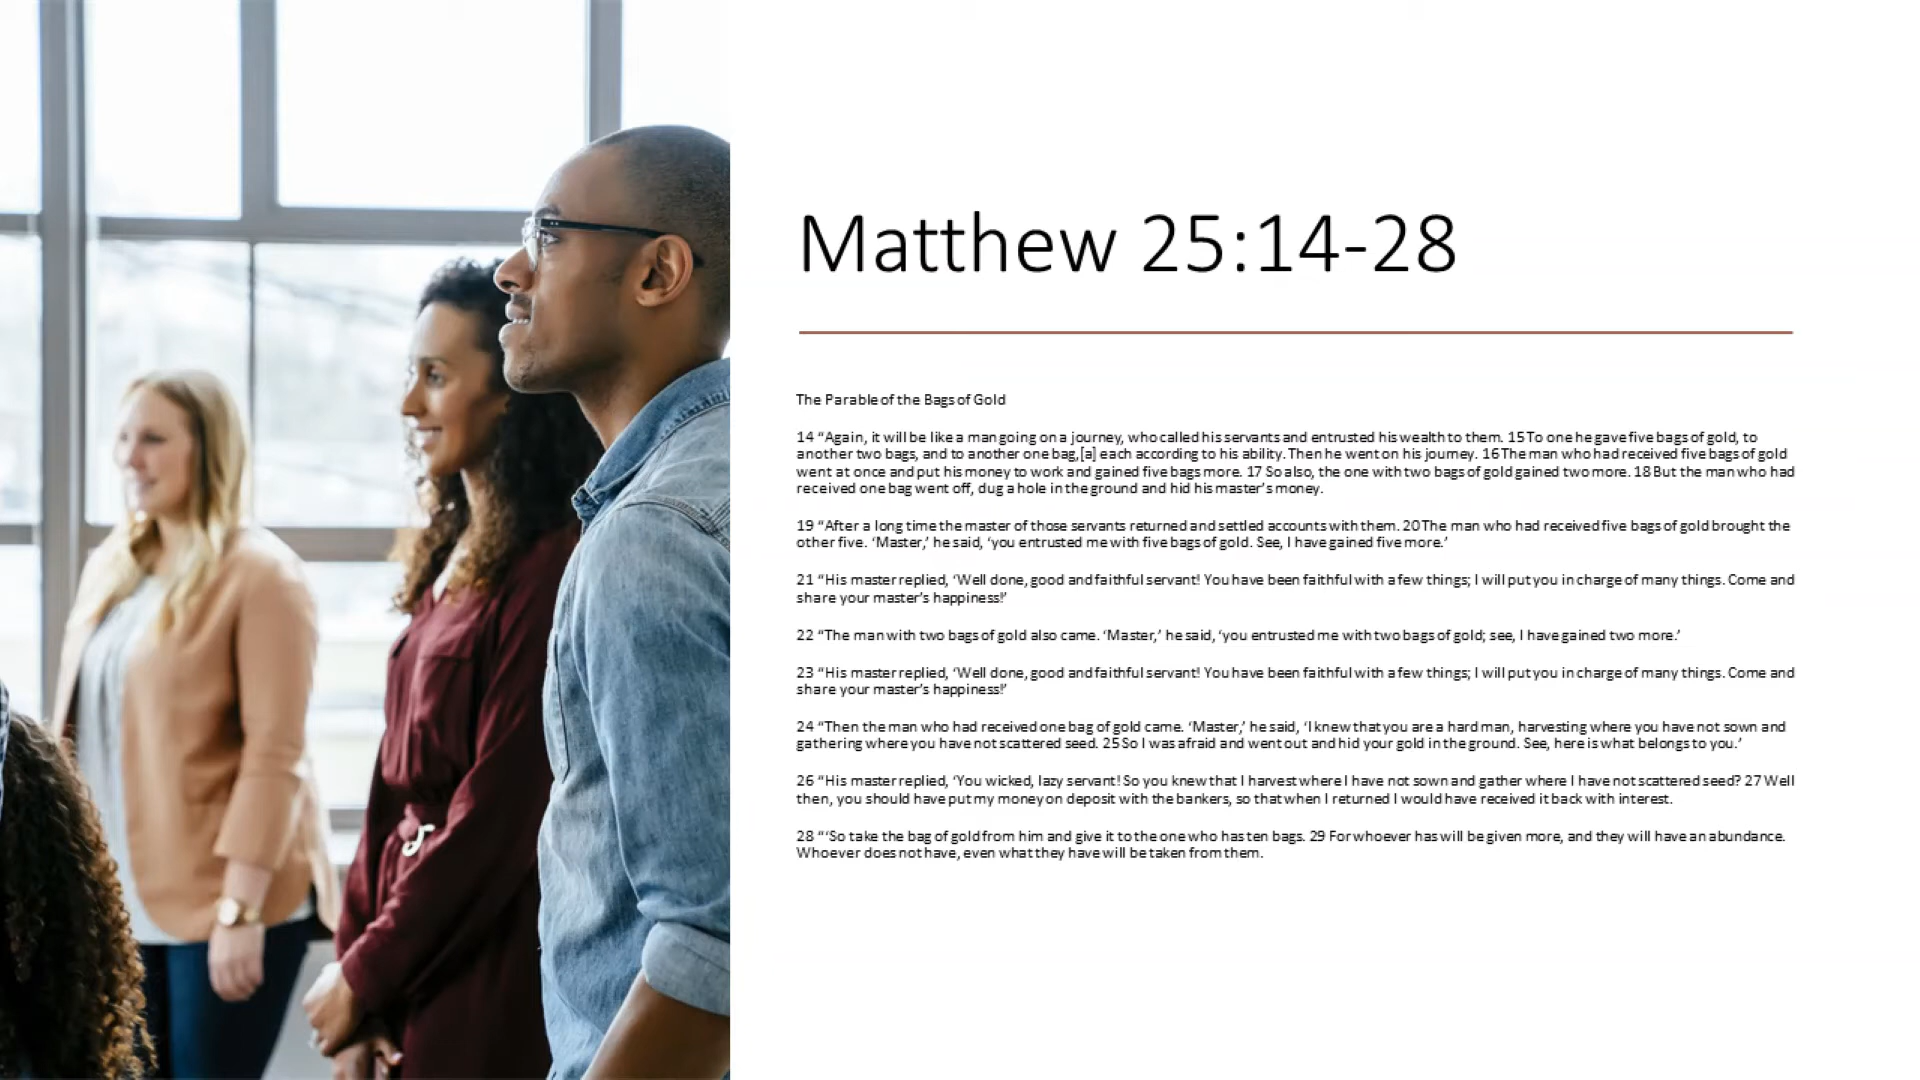 Matthew 25:14-28
The Parable of the Bags of Gold
14 “Again, it will be like a man going on a journey, who called his servants and entrusted his wealth to them. 15 To one he gave five bags of gold, to
another two bags, and to another one bag,[a] each according to his ability. Then he went on his journey. 16 The man who had received five bags of gold
went at once and put his money to work and gained five bags more. 17 So also, the one with two bags of gold gained two more. 18 But the man who had
received one bag went off, dug a hole in the ground and hid his master’s money.
19 “After a long time the master of those servants returned and settled accounts with them. 20 The man who had received five bags of gold brought the
other five. ‘Master,’ he said, ‘you entrusted me with five bags of gold. See, I have gained five more.’
21 “His master replied, ‘Well done, good and faithful servant! You have been faithful with a few things; I will put you in charge of many things. Come and
share your master’s happiness!’
22 “The man with two bags of gold also came. ‘Master,’ he said, ‘you entrusted me with two bags of gold; see, I have gained two more.’
23 “His master replied, ‘Well done, good and faithful servant! You have been faithful with a few things; I will put you in charge of many things. Come and
share your master’s happiness!’
24 “Then the man who had received one bag of gold came. ‘Master,’ he said, ‘I knew that you are a hard man, harvesting where you have not sown and
gathering where you have not scattered seed. 25 So I was afraid and went out and hid your gold in the ground. See, here is what belongs to you.’
26 “His master replied, ‘You wicked, lazy servant! So you knew that I harvest where I have not sown and gather where I have not scattered seed? 27 Well
then, you should have put my money on deposit with the bankers, so that when I returned I would have received it back with interest.
28 “‘So take the bag of gold from him and give it to the one who has ten bags. 29 For whoever has will be given more, and they will have an abundance.
Whoever does not have, even what they have will be taken from them.